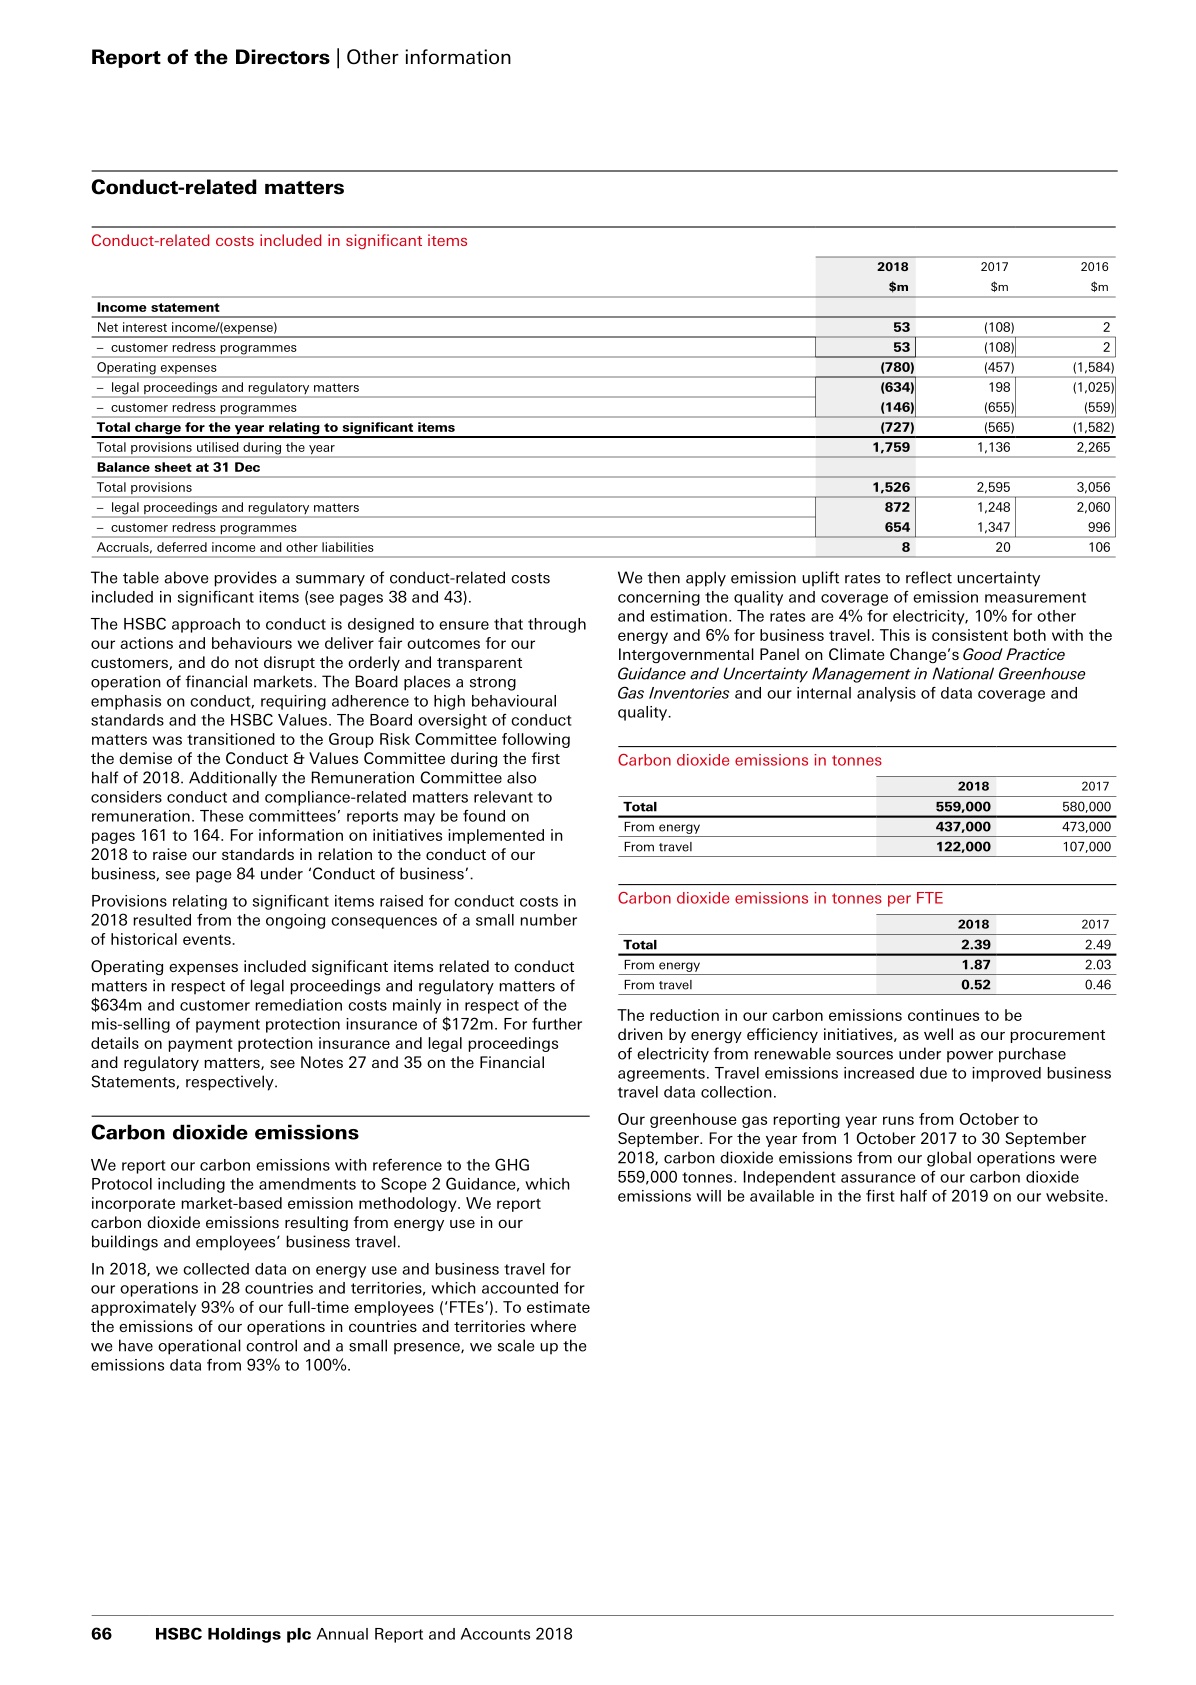 Report of the Directors | Other information
Conduct-related matters
Conduct-related costs included in significant items
2018 2017 2016
$m $m $m
Income statement
Net interest income/(expense) 53 (108) 2
– customer redress programmes 53 (108) 2
Operating expenses (780) (457) (1,584)
– legal proceedings and regulatory matters (634) 198 (1,025)
– customer redress programmes (146) (655) (559)
Total charge for the year relating to significant items (727) (565) (1,582)
Total provisions utilised during the year 1,759 1,136 2,265
Balance sheet at 31 Dec
Total provisions 1,526 2,595 3,056
– legal proceedings and regulatory matters 872 1,248 2,060
– customer redress programmes 654 1,347 996
Accruals, deferred income and other liabilities 8 20 106
The table above provides a summary of conduct-related costs
included in significant items (see pages 38 and 43).
The HSBC approach to conduct is designed to ensure that through
our actions and behaviours we deliver fair outcomes for our
customers, and do not disrupt the orderly and transparent
operation of financial markets. The Board places a strong
emphasis on conduct, requiring adherence to high behavioural
standards and the HSBC Values. The Board oversight of conduct
matters was transitioned to the Group Risk Committee following
the demise of the Conduct & Values Committee during the first
half of 2018. Additionally the Remuneration Committee also
considers conduct and compliance-related matters relevant to
remuneration. These committees' reports may be found on
pages 161 to 164. For information on initiatives implemented in
2018 to raise our standards in relation to the conduct of our
business, see page 84 under 'Conduct of business'.
Provisions relating to significant items raised for conduct costs in
2018 resulted from the ongoing consequences of a small number
of historical events.
Operating expenses included significant items related to conduct
matters in respect of legal proceedings and regulatory matters of
$634m and customer remediation costs mainly in respect of the
mis-selling of payment protection insurance of $172m. For further
details on payment protection insurance and legal proceedings
and regulatory matters, see Notes 27 and 35 on the Financial
Statements, respectively.
Carbon dioxide emissions
We report our carbon emissions with reference to the GHG
Protocol including the amendments to Scope 2 Guidance, which
incorporate market-based emission methodology. We report
carbon dioxide emissions resulting from energy use in our
buildings and employees' business travel.
In 2018, we collected data on energy use and business travel for
our operations in 28 countries and territories, which accounted for
approximately 93% of our full-time employees ('FTEs'). To estimate
the emissions of our operations in countries and territories where
we have operational control and a small presence, we scale up the
emissions data from 93% to 100%.
We then apply emission uplift rates to reflect uncertainty
concerning the quality and coverage of emission measurement
and estimation. The rates are 4% for electricity, 10% for other
energy and 6% for business travel. This is consistent both with the
Intergovernmental Panel on Climate Change's Good Practice
Guidance and Uncertainty Management in National Greenhouse
Gas Inventories and our internal analysis of data coverage and
quality.
Carbon dioxide emissions in tonnes
2018 2017
Total 559,000 580,000
From energy 437,000 473,000
From travel 122,000 107,000
Carbon dioxide emissions in tonnes per FTE
2018 2017
Total 2.39 2.49
From energy 1.87 2.03
From travel 0.52 0.46
The reduction in our carbon emissions continues to be
driven by energy efficiency initiatives, as well as our procurement
of electricity from renewable sources under power purchase
agreements. Travel emissions increased due to improved business
travel data collection.
Our greenhouse gas reporting year runs from October to
September. For the year from 1 October 2017 to 30 September
2018, carbon dioxide emissions from our global operations were
559,000 tonnes. Independent assurance of our carbon dioxide
emissions will be available in the first half of 2019 on our website.
66 HSBC Holdings plc Annual Report and Accounts 2018